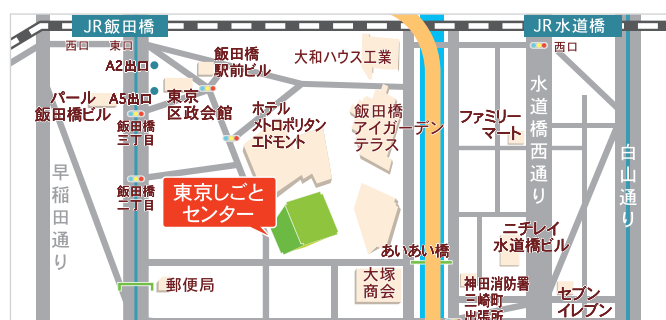 JR飯田橋
JR水道橋
西口
東口
A2出口
A5出口
飯田橋
駅前ビル
大和ハウス工業
西口
パール
飯田橋ビル
東京
区政会館
ホテル
メトロポリタン
エドモント
飯田橋
アイガーデン
テラス
ファミリー
マート
水道橋西通り
白山通り
飯田橋
三丁目
早稲田通り
飯田橋
二丁目
東京しごと
センター
あいあい橋
ニチレイ
水道橋ビル
郵便局
大塚
商会
神田消防署
三崎町
出張所
セブン
イレブン